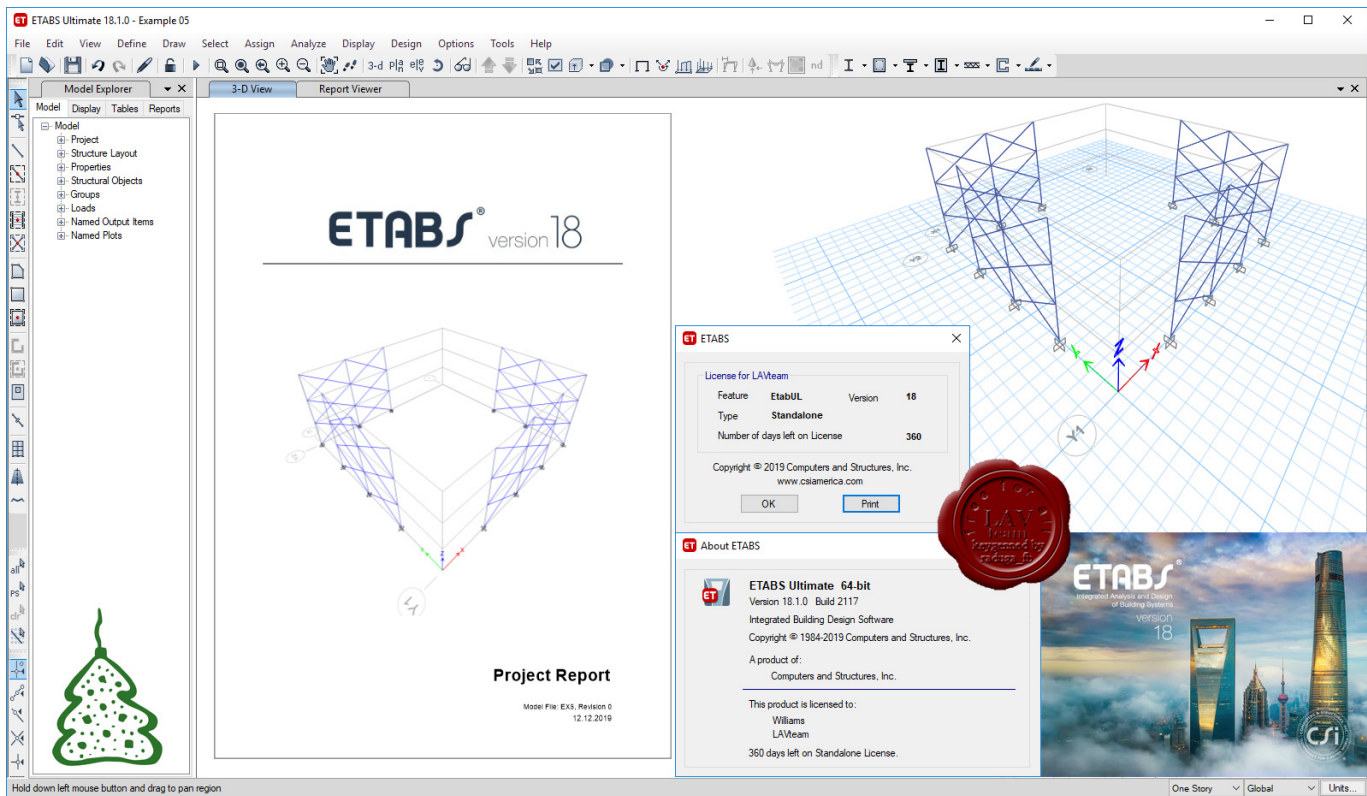 ETABS Ultimate 18.1.0 - Example 05
File Edit View Define Draw Select Assign Analyze Display Design Options Tools Help
3-d
nd
Model Explorer
3-D View Report Viewer
Model Display Tables Reports
Model
Project
Structure Layout
Properties
Structural Objects
Groups
Loads
Named Output Items
Named Plots
all
ps
clr
ETABS® version 18
Z
Project Report
Model File: EX5, Revision 0
12.12.2019
Z
ETABS
License for LAVteam
Feature EtabUL Version 18
Type Standalone
Number of days left on License 360
Copyright © 2019 Computers and Structures, Inc.
www.csiamerica.com
OK Print
LAV
team
keygenned by
About ETABS
ETABS Ultimate 64-bit
Version 18.1.0 Build 2117
Integrated Building Design Software
Copyright © 1984-2019 Computers and Structures, Inc.
A product of:
Computers and Structures, Inc.
This product is licensed to:
Williams
LAVteam
360 days left on Standalone License.
ETABS®
Integrated Analysis and Design
of Building Systems
version
18
CSi
Hold down left mouse button and drag to pan region
One Story Global Units...